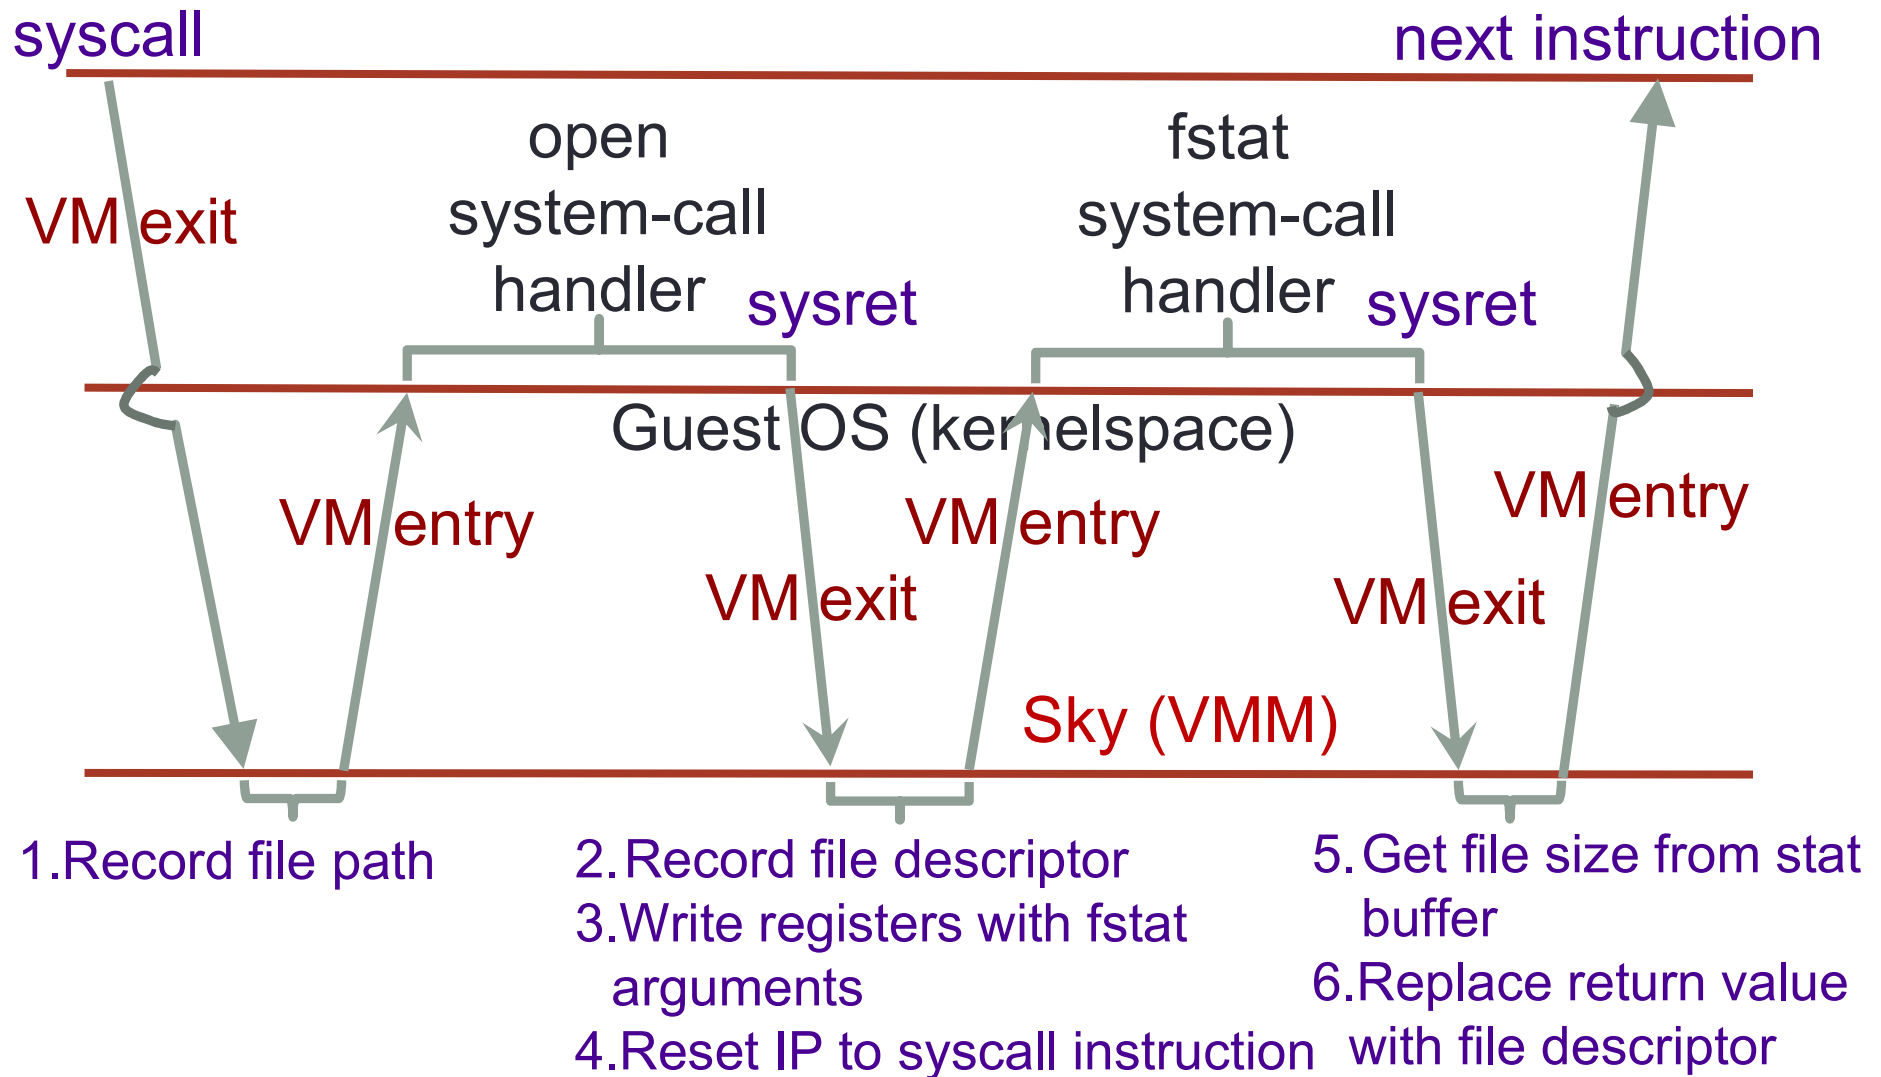 syscall
next instruction
open
system-call
handler
fstat
system-call
handler
VM exit
sysret
sysret
Guest OS (kernelspace)
VM entry
VM exit
VM entry
VM exit
VM entry
Sky (VMM)
1.Record file path
2.Record file descriptor
3.Write registers with fstat
arguments
4.Reset IP to syscall instruction
5.Get file size from stat
buffer
6.Replace return value
with file descriptor